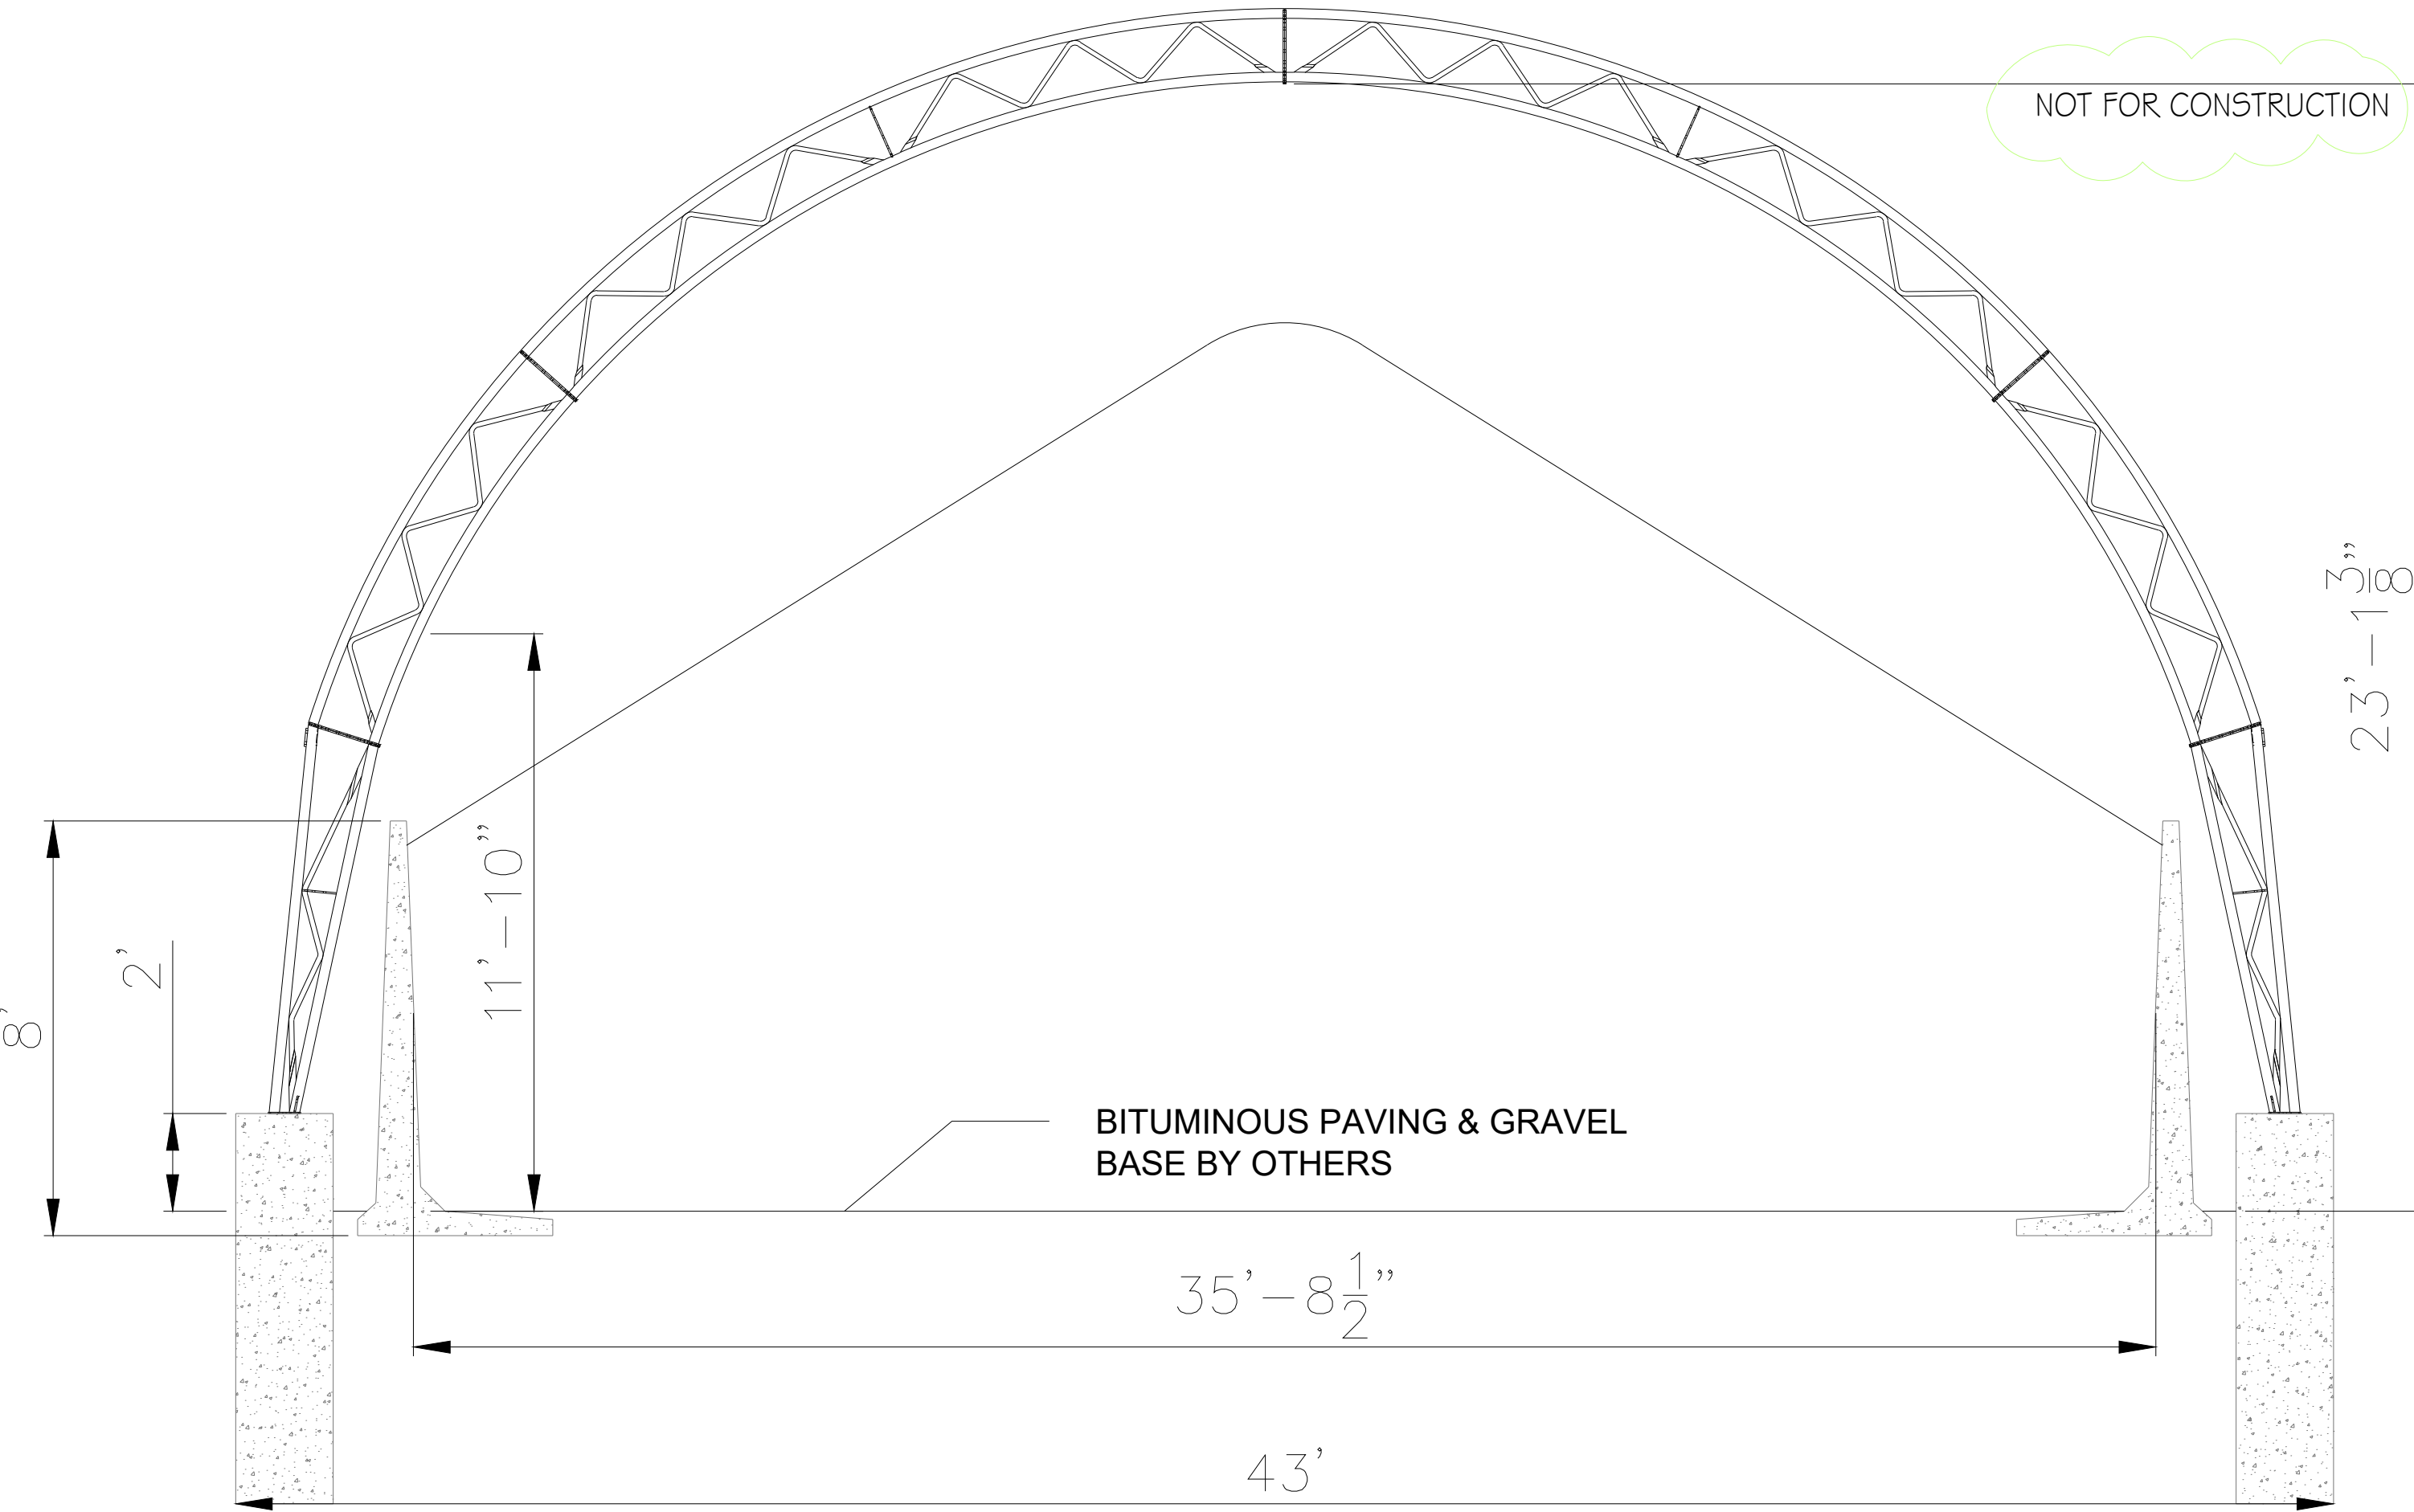 NOT FOR CONSTRUCTION
23'-1 3/8"
11'-10"
2'
8'
BITUMINOUS PAVING & GRAVEL
BASE BY OTHERS
35'-8 1/2"
43'